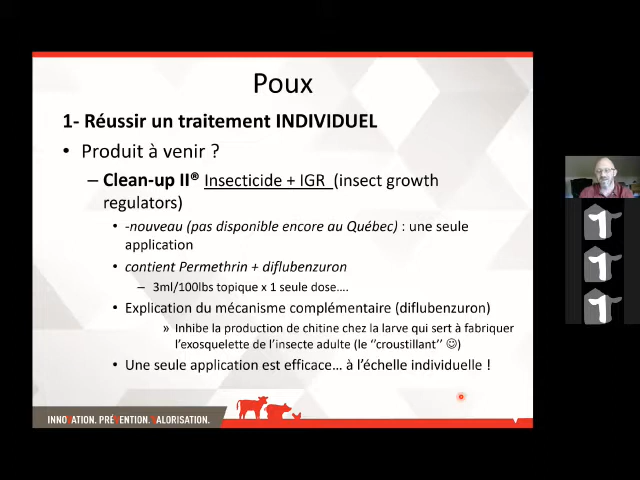 Poux
1- Réussir un traitement INDIVIDUEL
• Produit à venir ?
– Clean-up II® Insecticide + IGR (insect growth
regulators)
• -nouveau (pas disponible encore au Québec) : une seule
application
• contient Permethrin + diflubenzuron
– 3ml/100lbs topique x 1 seule dose….
• Explication du mécanisme complémentaire (diflubenzuron)
» Inhibe la production de chitine chez la larve qui sert à fabriquer
l’exosquelette de l’insecte adulte (le ‘’croustillant’’ ☺)
• Une seule application est efficace… à l’échelle individuelle !
INNOVATION. PRÉVENTION. VALORISATION.